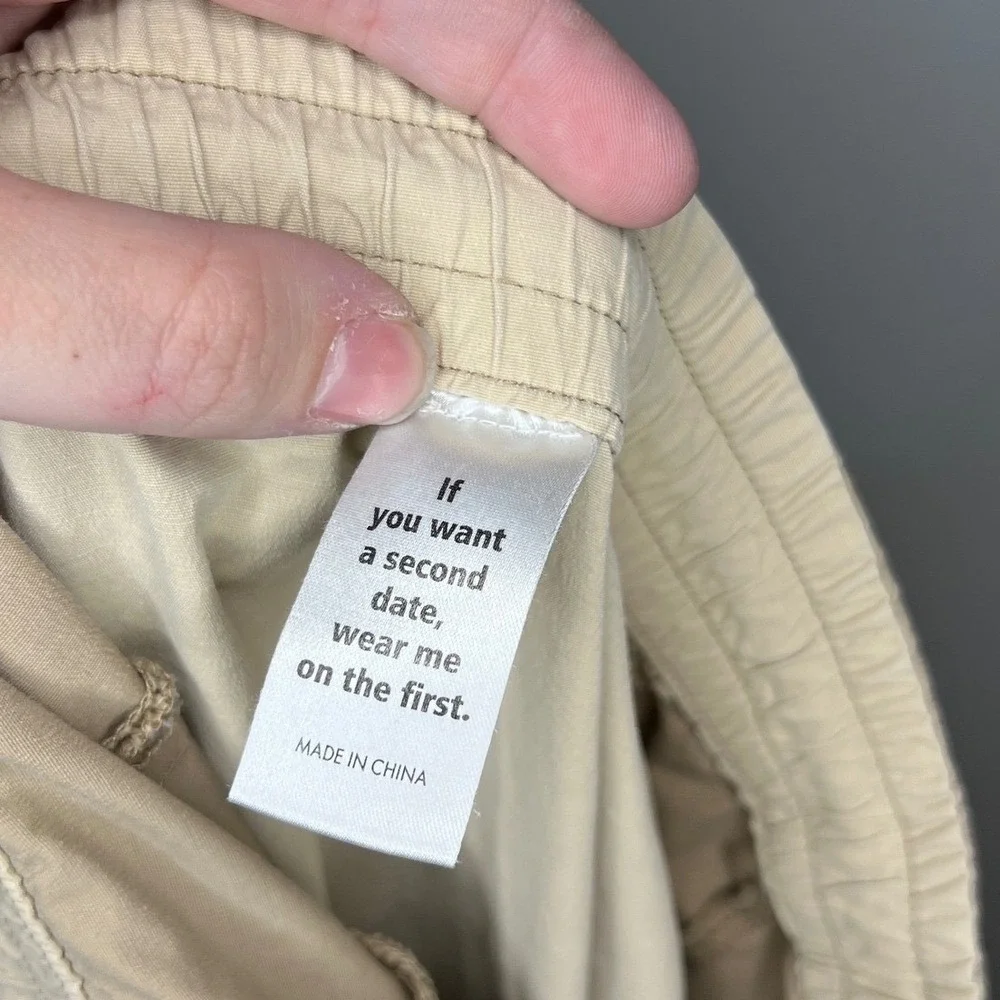 If
you want
a second
date,
wear me
on the first.
MADE IN CHINA